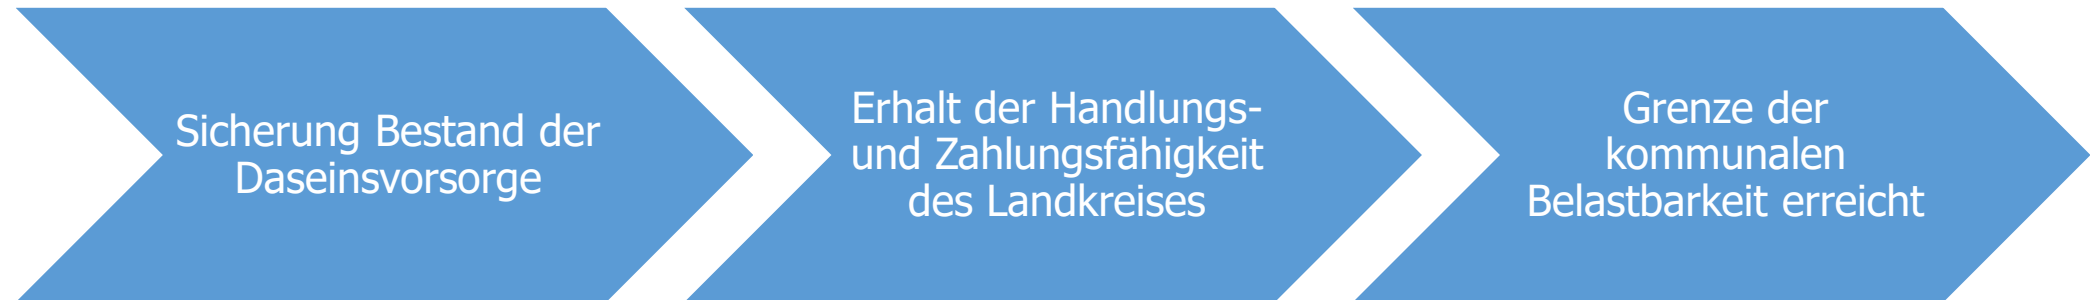 Sicherung Bestand der
Daseinsvorsorge
Erhalt der Handlungs-
und Zahlungsfähigkeit
des Landkreises
Grenze der
kommunalen
Belastbarkeit erreicht